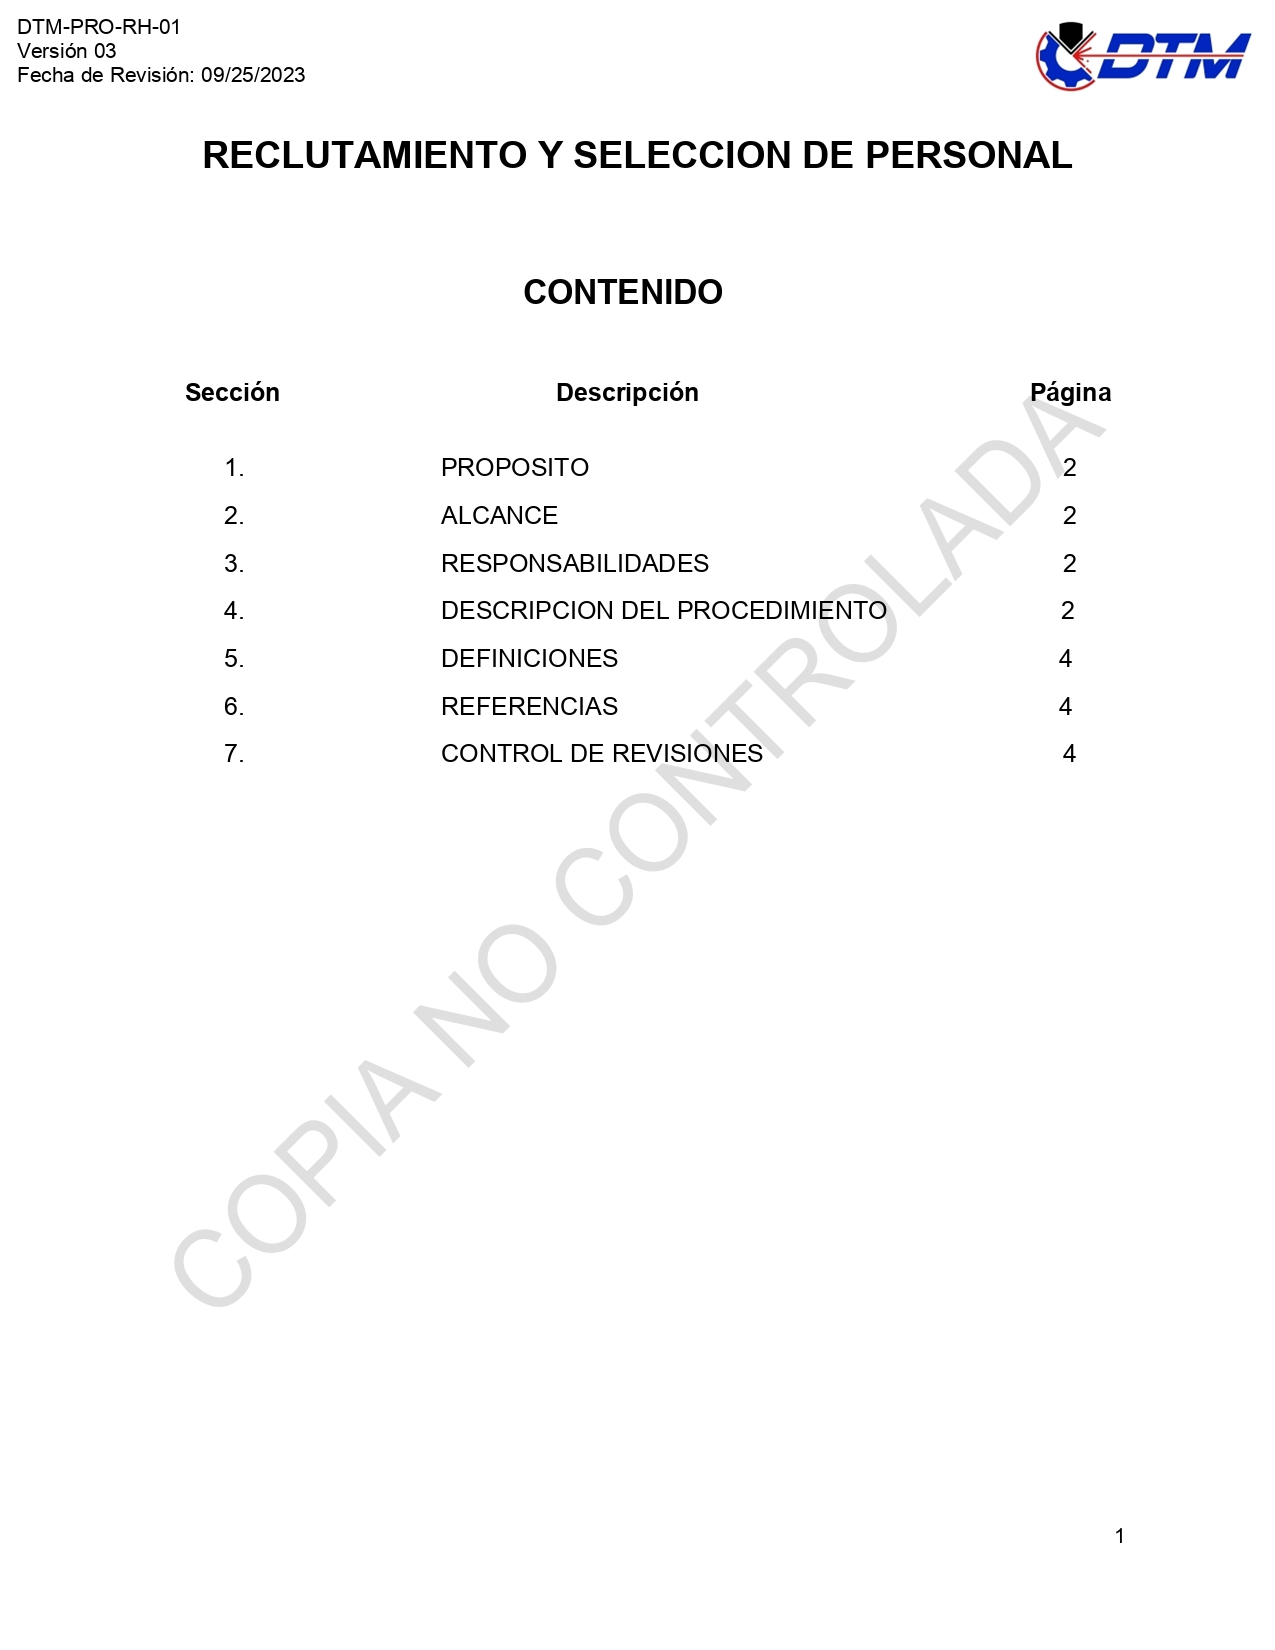 DTM-PRO-RH-01
Versión 03
Fecha de Revisión: 09/25/2023
DTM
RECLUTAMIENTO Y SELECCION DE PERSONAL
CONTENIDO
Sección Descripción Página
1. PROPOSITO 2
2. ALCANCE 2
3. RESPONSABILIDADES 2
4. DESCRIPCION DEL PROCEDIMIENTO 2
5. DEFINICIONES 4
6. REFERENCIAS 4
7. CONTROL DE REVISIONES 4
COPIA NO CONTROLADA
1